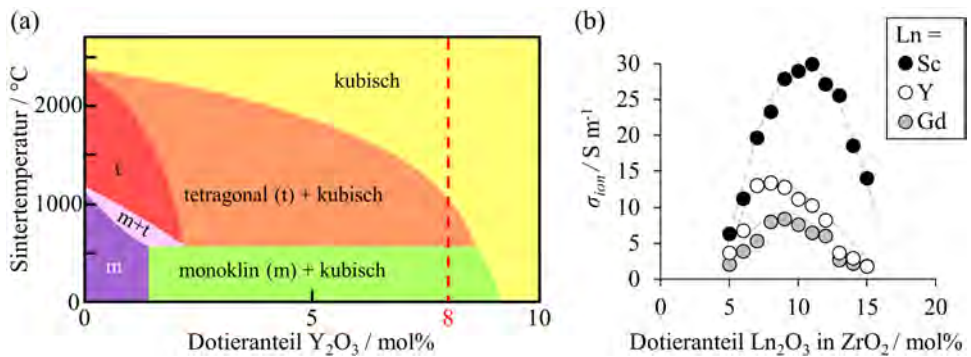 (a)
Sintertemperatur / °C
2000
1000
0
kubisch
t
tetragonal (t) + kubisch
m+t
m
monoklin (m) + kubisch
0
5
8
10
Dotieranteil Y₂O₃ / mol%
(b)
Ln =
Sc
Y
Gd
σion / S m⁻¹
30
25
20
15
10
5
0
0
5
10
15
20
Dotieranteil Ln₂O₃ in ZrO₂ / mol%